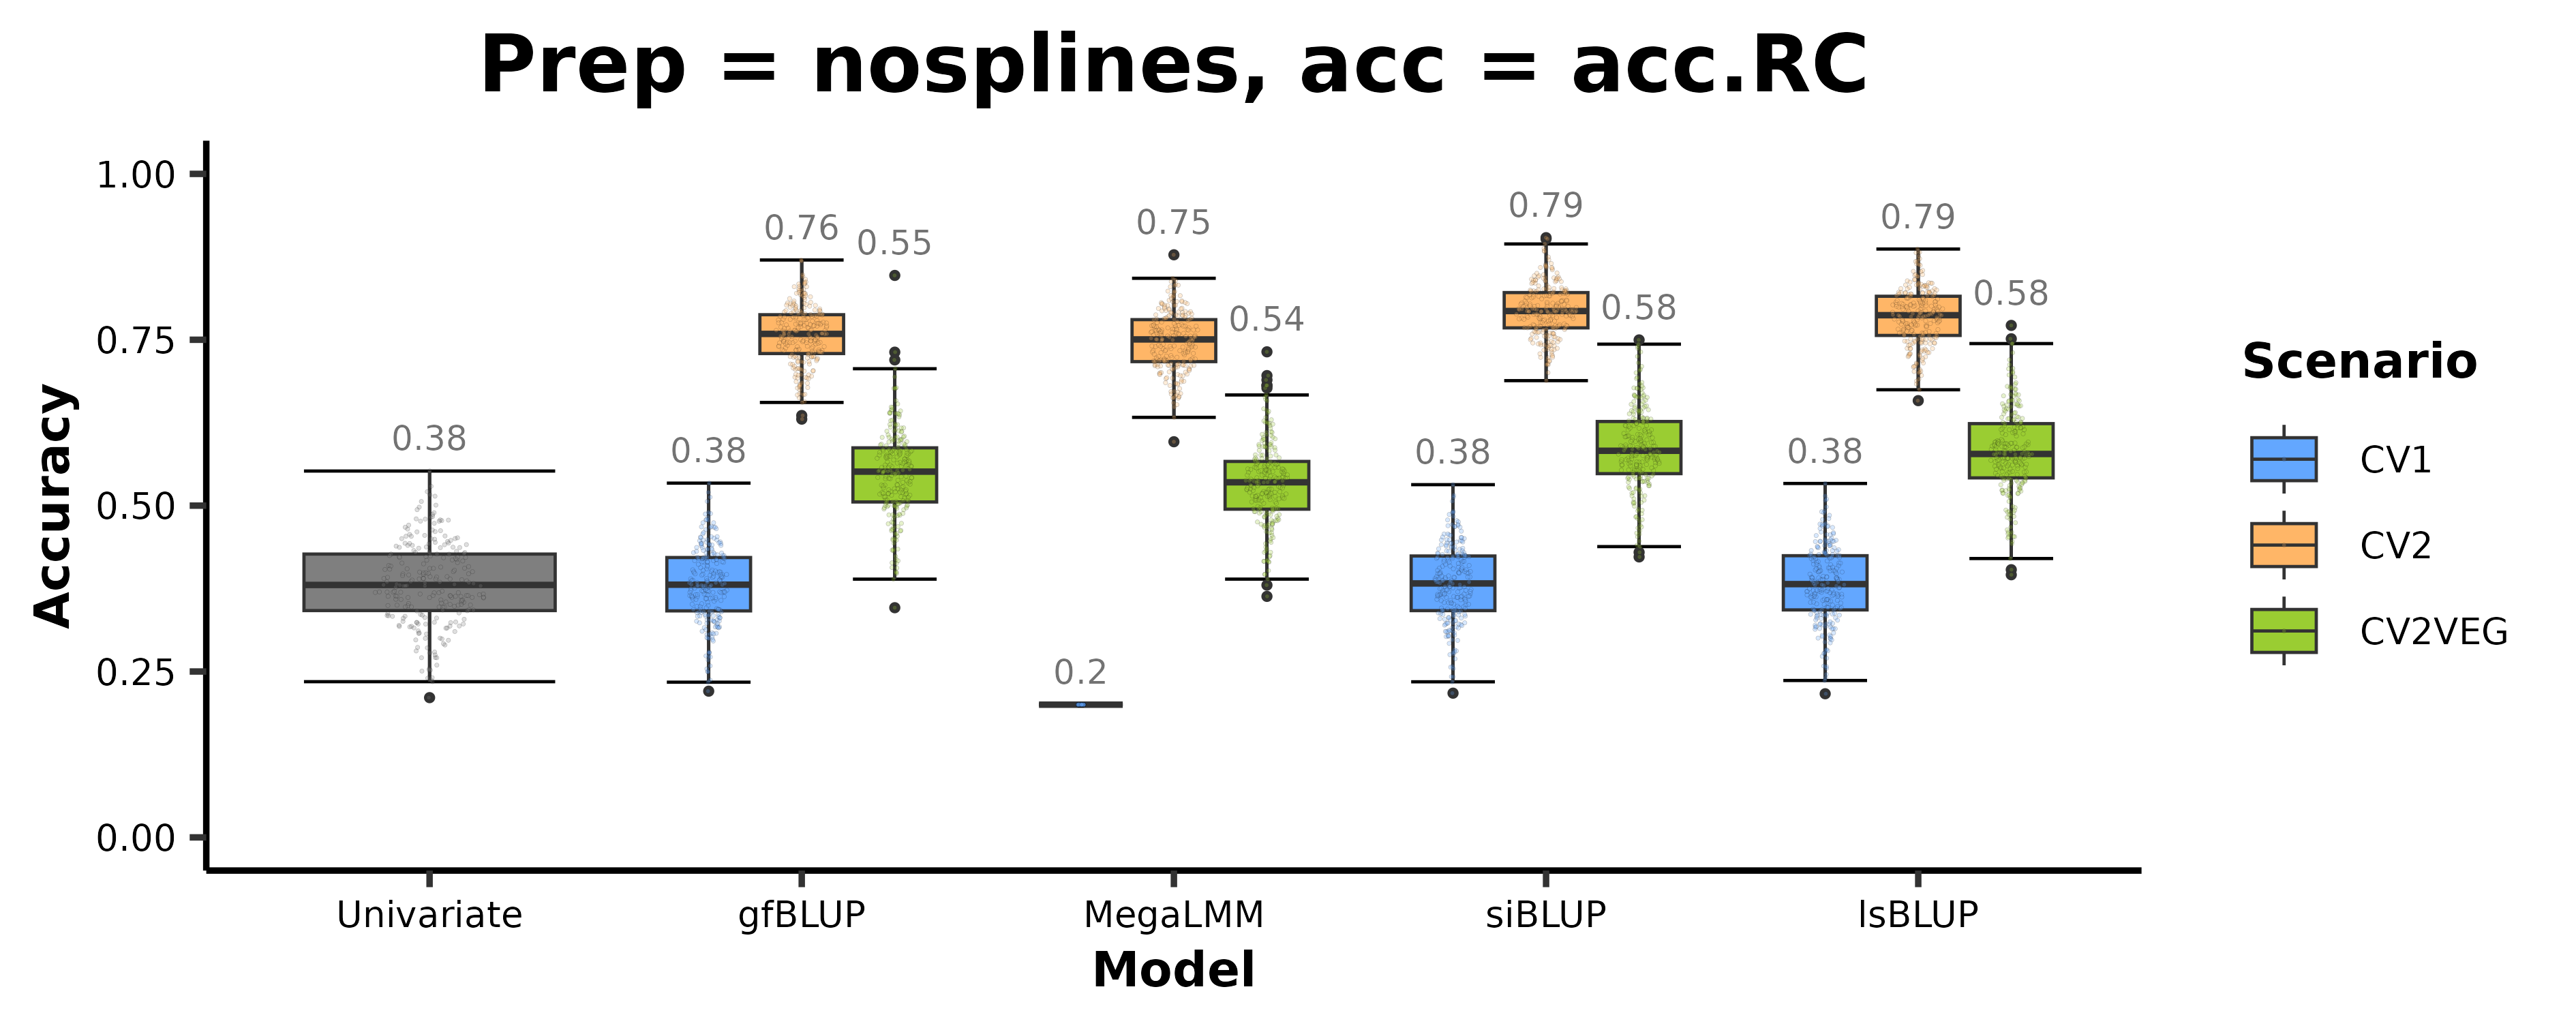 Prep = nosplines, acc = acc.RC
Accuracy
1.00
0.75
0.50
0.25
0.00
0.38
0.38
0.76
0.55
0.2
0.75
0.54
0.38
0.79
0.58
0.38
0.79
0.58
Univariate
gfBLUP
MegaLMM
siBLUP
lsBLUP
Model
Scenario
CV1
CV2
CV2VEG